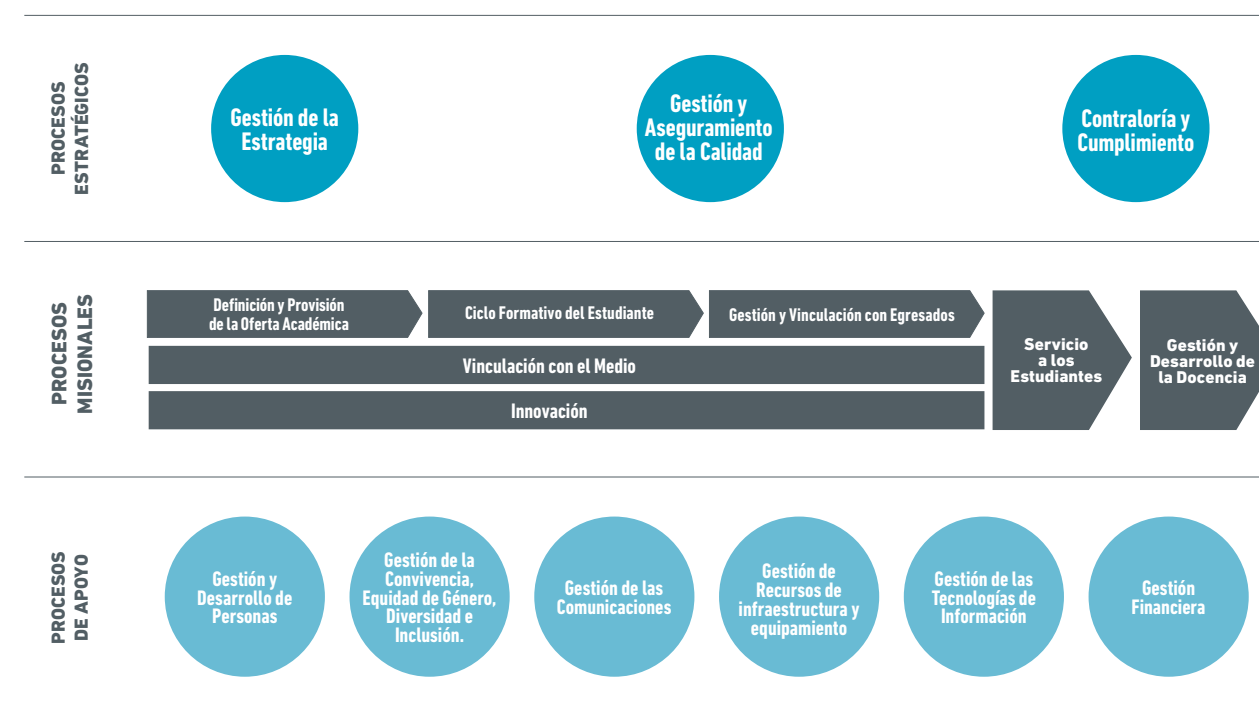 PROCESOS
ESTRATÉGICOS
Gestión de la
Estrategia
Gestión y
Aseguramiento
de la Calidad
Contraloría y
Cumplimiento
PROCESOS
MISIONALES
Definición y Provisión
de la Oferta Académica
Ciclo Formativo del Estudiante
Gestión y Vinculación con Egresados
Vinculación con el Medio
Innovación
Servicio
a los
Estudiantes
Gestión y
Desarrollo de
la Docencia
PROCESOS
DE APOYO
Gestión y
Desarrollo de
Personas
Gestión de la
Convivencia,
Equidad de Género,
Diversidad e
Inclusión.
Gestión de las
Comunicaciones
Gestión de
Recursos de
infraestructura y
equipamiento
Gestión de las
Tecnologías de
Información
Gestión
Financiera